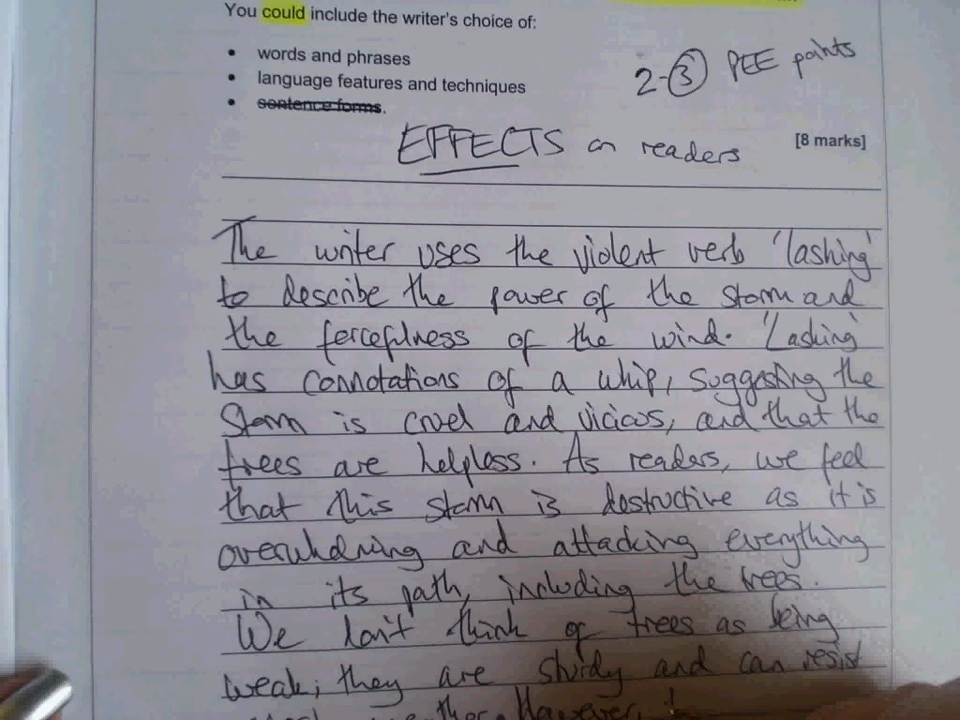 You could include the writer's choice of:
• words and phrases
• language features and techniques
• sentence forms.
2-3 PEE points
EFFECTS on readers
[8 marks]
The writer uses the violent verb 'lashing'
to describe the power of the storm and
the forcefulness of the wind. 'Lashing'
has connotations of a whip, suggesting the
storm is cruel and vicious, and that the
trees are helpless. As readers, we feel
that this storm is destructive as it is
overwhelming and attacking everything
in its path, including the trees.
We don't think of trees as being
weak; they are sturdy and can resist
However,